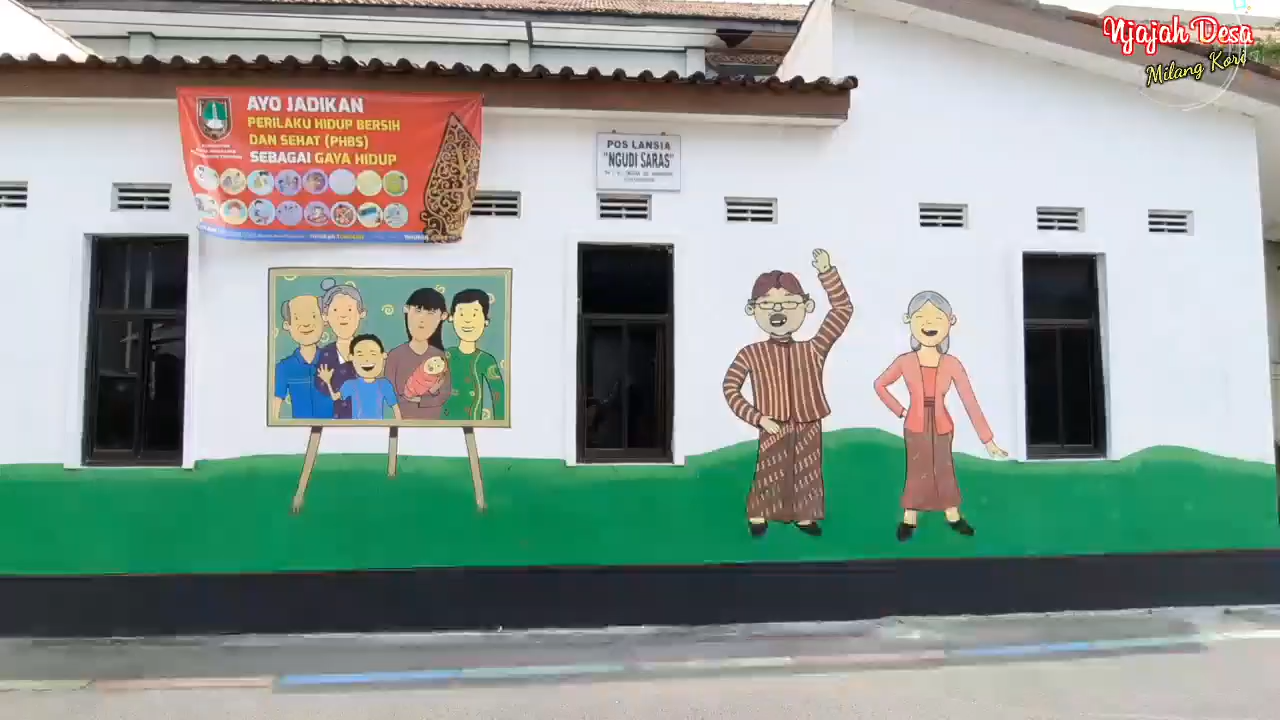 Njajah Desa
Milang Kori
AYO JADIKAN
PERILAKU HIDUP BERSIH
DAN SEHAT (PHBS)
SEBAGAI GAYA HIDUP
POS LANSIA
"NGUDI SARAS"